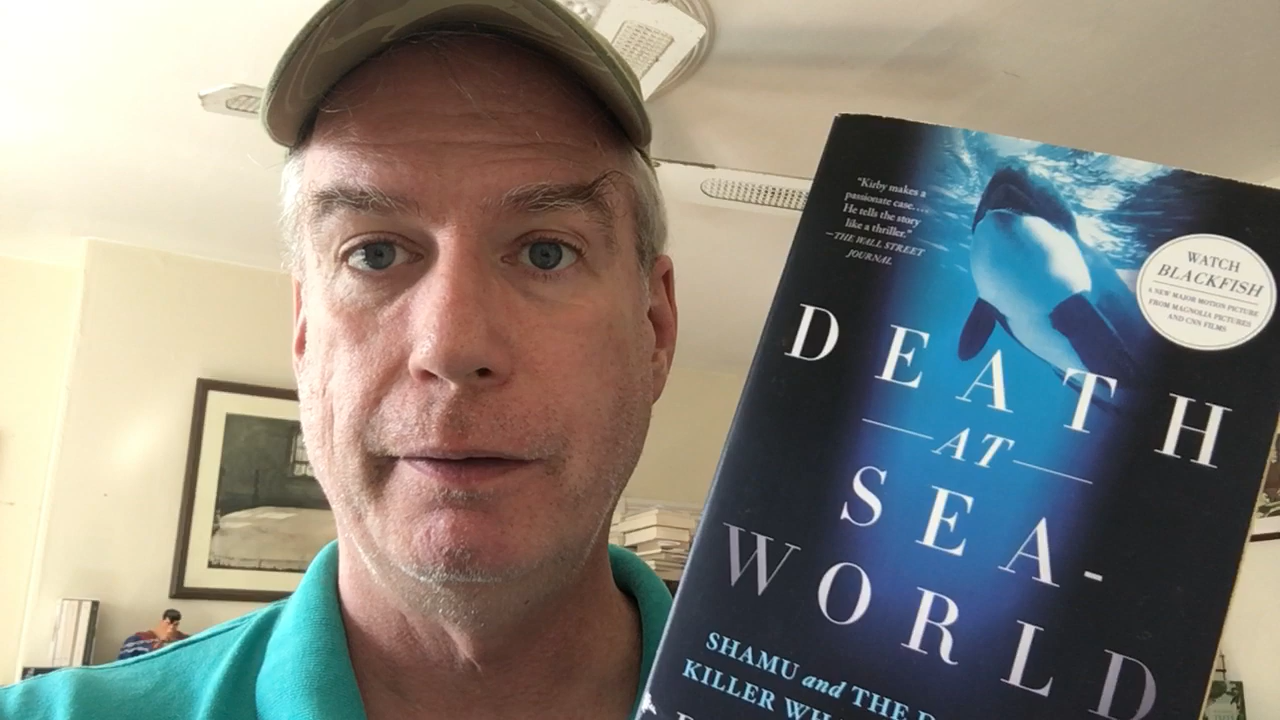 "Kirby makes a
passionate case....
He tells the story
like a thriller."
—THE WALL STREET
JOURNAL
WATCH
BLACKFISH
A NEW MAJOR MOTION PICTURE
FROM MAGNOLIA PICTURES
AND CNN FILMS
DEATH
AT
SEA-
WORLD
SHAMU and THE
KILLER